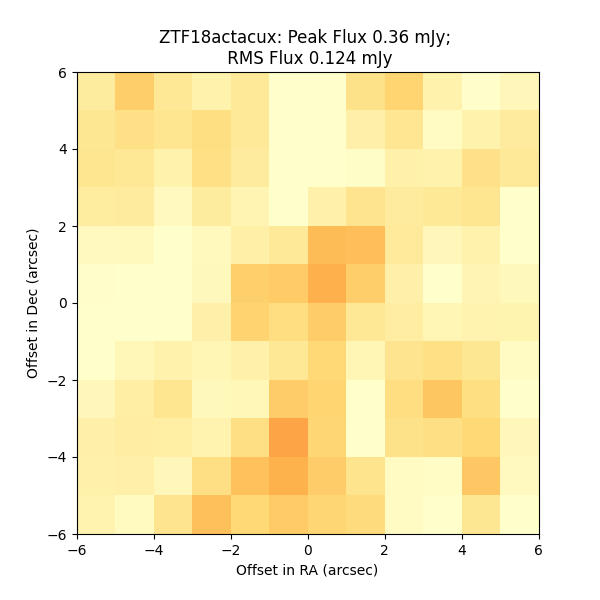 ZTF18actacux: Peak Flux 0.36 mJy;
RMS Flux 0.124 mJy
6
4
2
0
−2
−4
−6
Offset in Dec (arcsec)
−6 −4 −2 0 2 4 6
Offset in RA (arcsec)